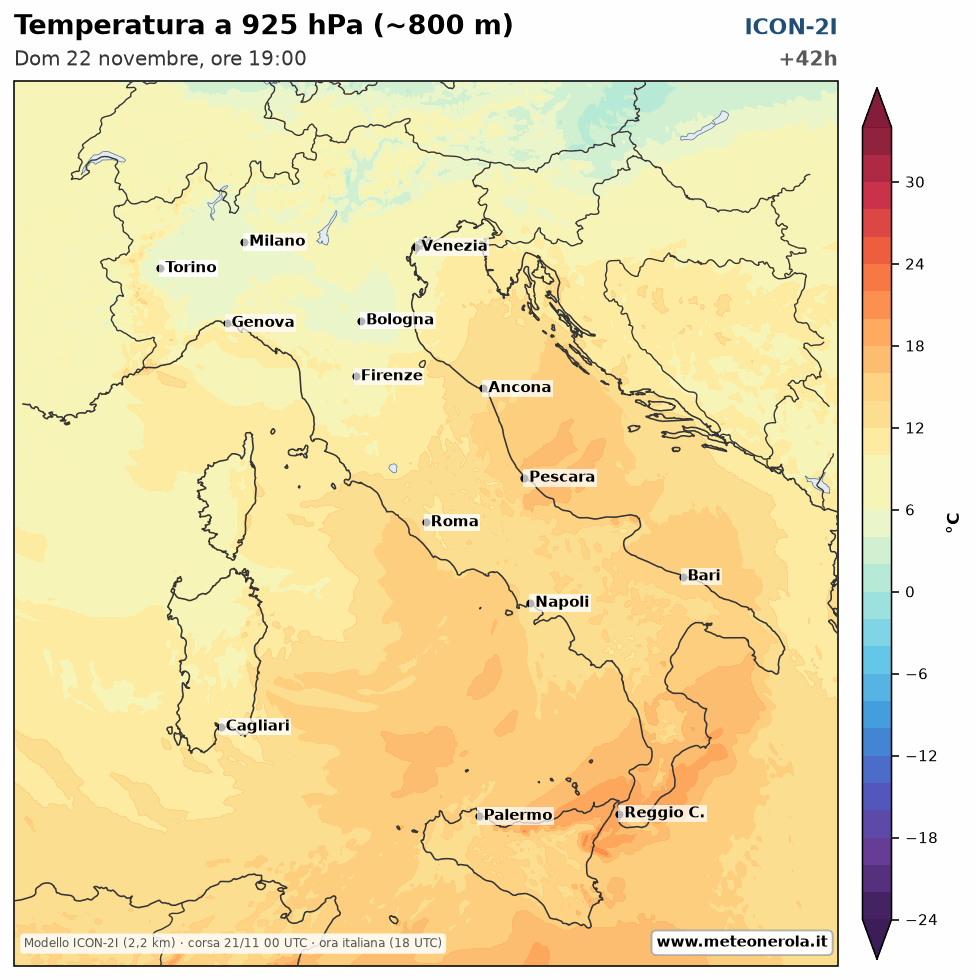 Temperatura a 925 hPa (~800 m)
ICON-2I
Dom 22 novembre, ore 19:00
+42h
Milano
Venezia
Torino
Genova
Bologna
Firenze
Ancona
Pescara
Roma
Bari
Napoli
Cagliari
Palermo
Reggio C.
30
24
18
12
6
0
−6
−12
−18
−24
°C
Modello ICON-2I (2,2 km) · corsa 21/11 00 UTC · ora italiana (18 UTC)
www.meteonerola.it